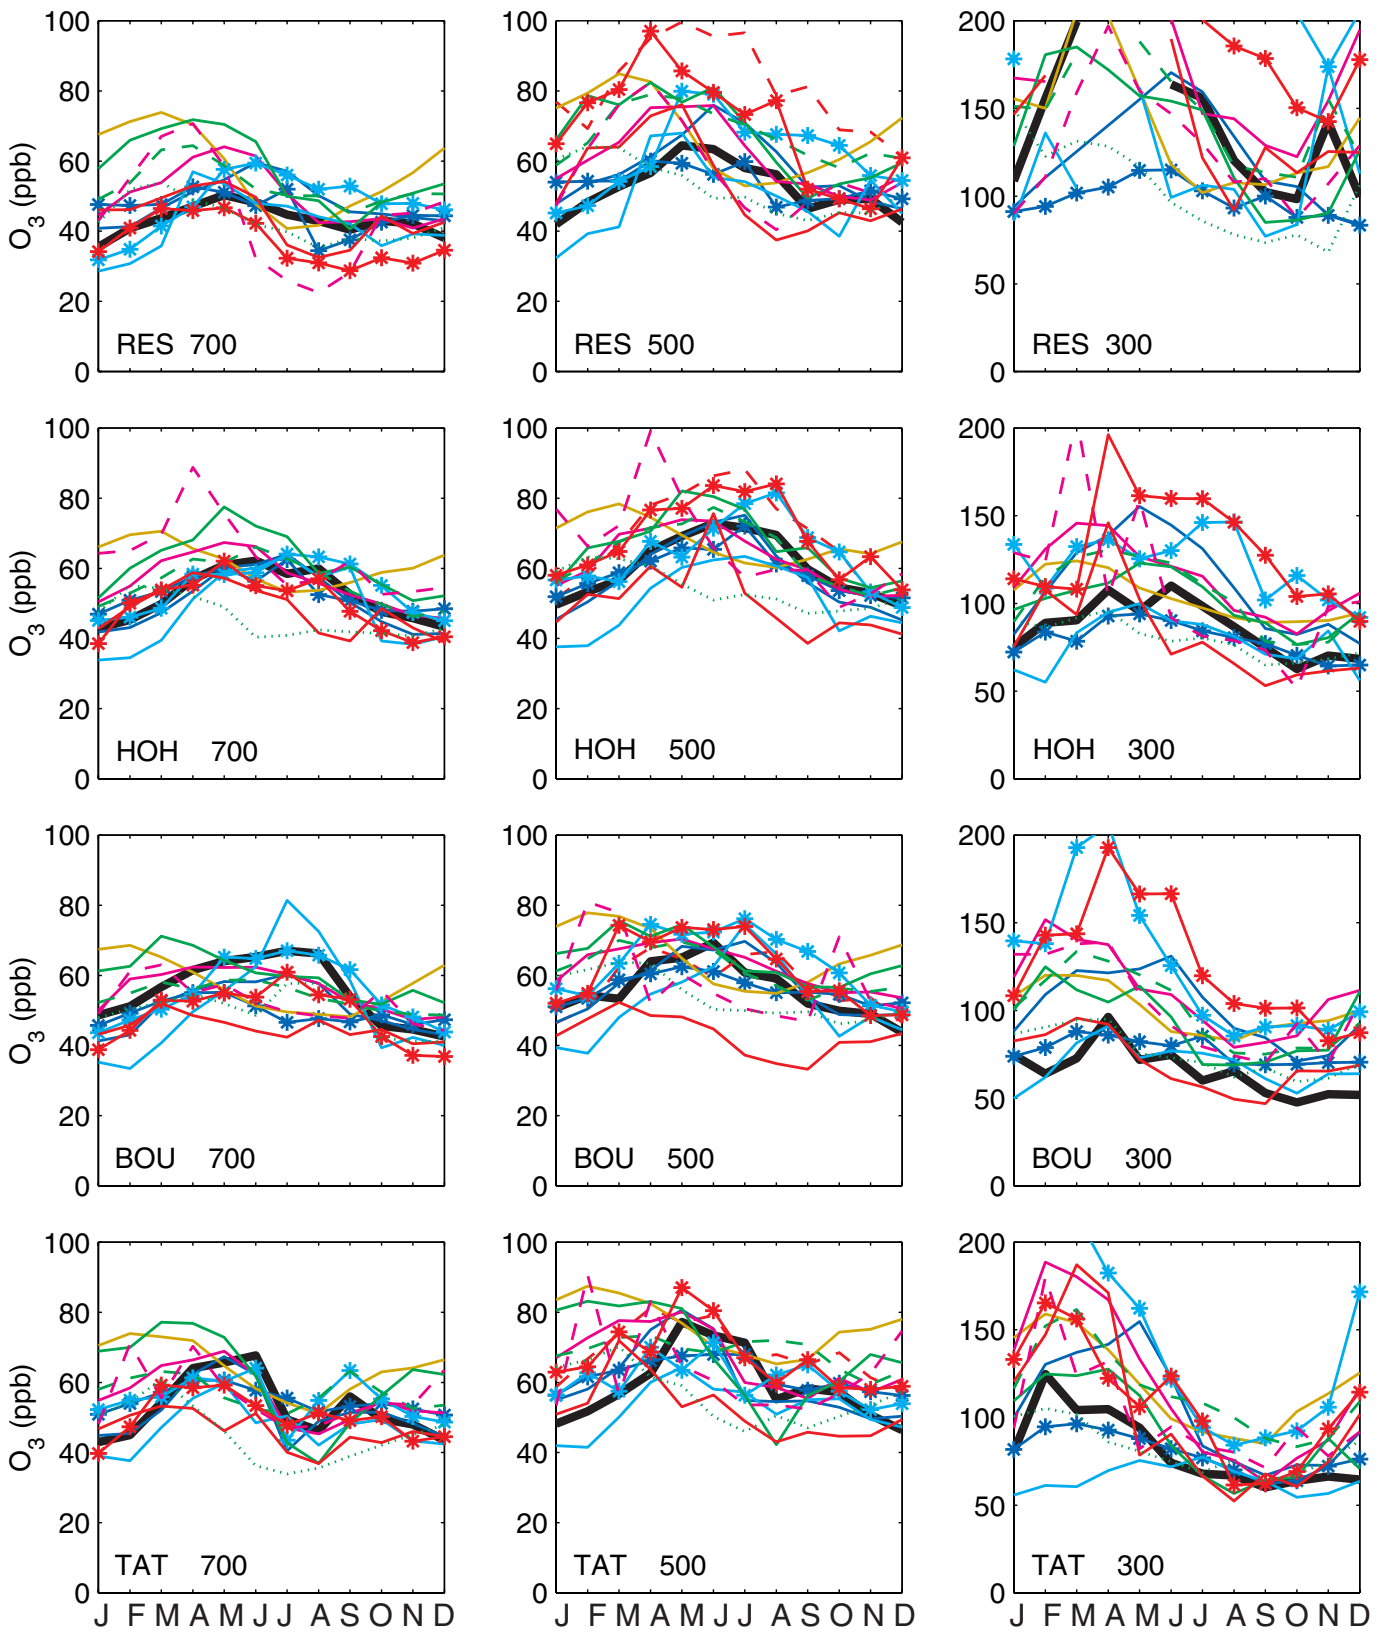 100 100 200
80 80 150
60 60 100
40 40 50
20 20
0 0 0
O3 (ppb)
RES 700 RES 500 RES 300
100 100 200
80 80 150
60 60 100
40 40 50
20 20
0 0 0
O3 (ppb)
HOH 700 HOH 500 HOH 300
100 100 200
80 80 150
60 60 100
40 40 50
20 20
0 0 0
O3 (ppb)
BOU 700 BOU 500 BOU 300
100 100 200
80 80 150
60 60 100
40 40 50
20 20
0 0 0
O3 (ppb)
TAT 700 TAT 500 TAT 300
J F M A M J J A S O N D J F M A M J J A S O N D J F M A M J J A S O N D